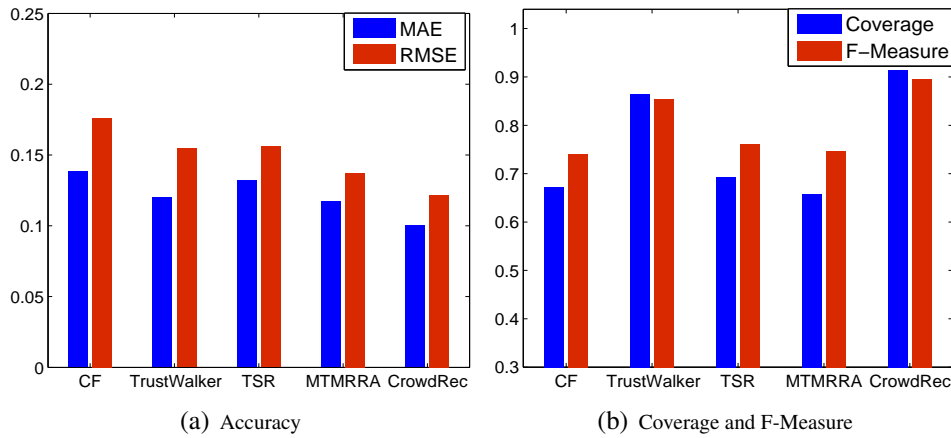 0.25
0.2
0.15
0.1
0.05
0
MAE
RMSE
CF TrustWalker TSR MTMRRA CrowdRec
(a) Accuracy
1
0.9
0.8
0.7
0.6
0.5
0.4
0.3
Coverage
F-Measure
CF TrustWalker TSR MTMRRA CrowdRec
(b) Coverage and F-Measure